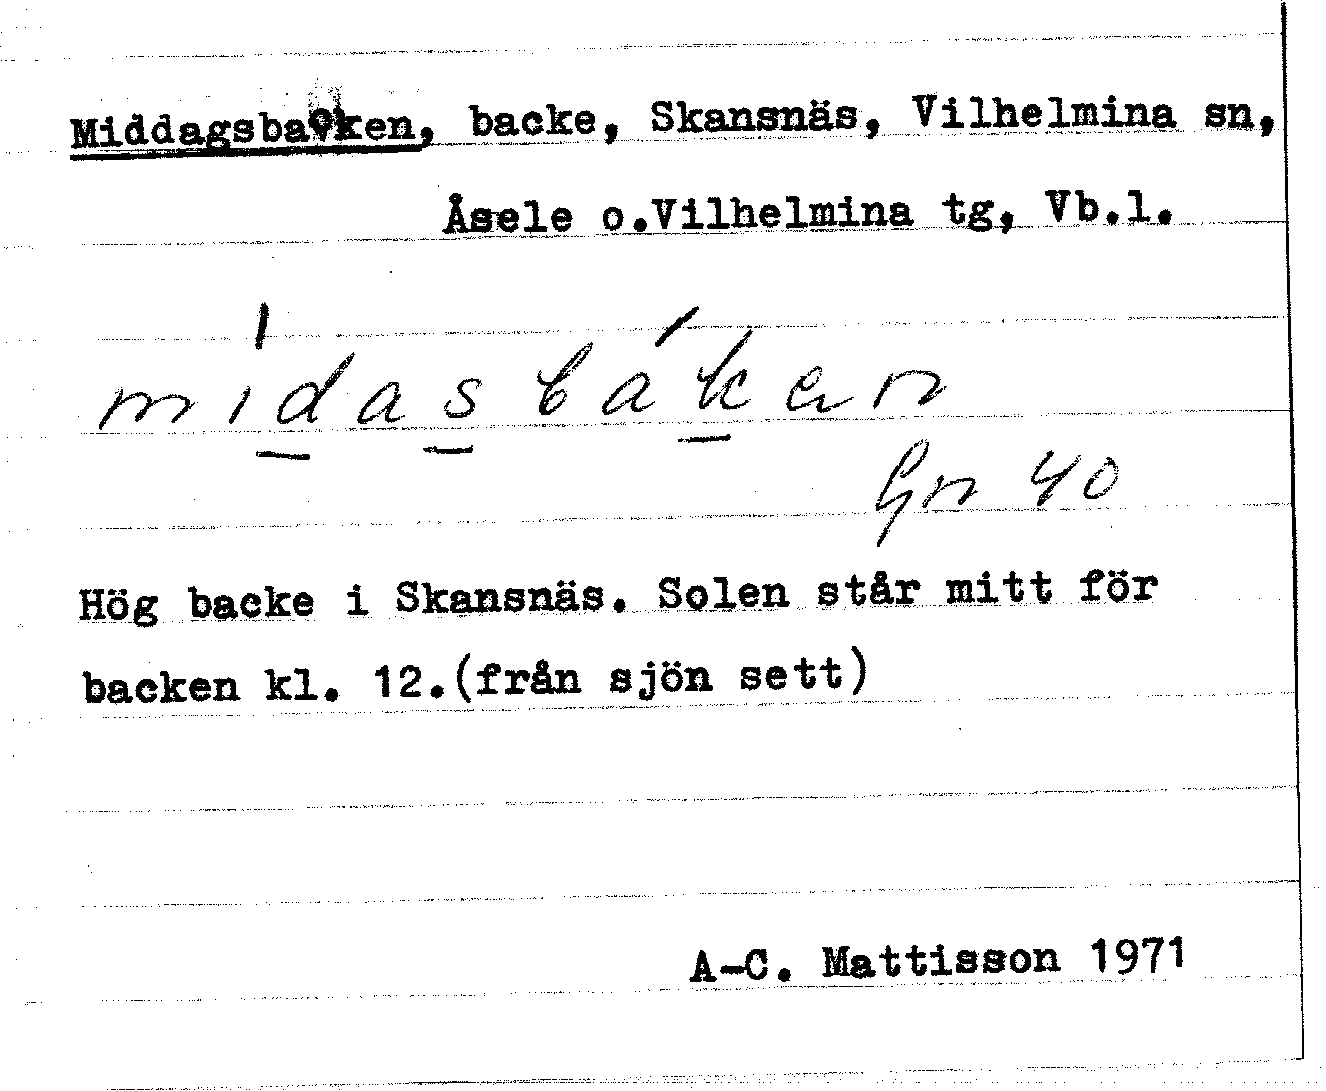 Middagsbacken, backe, Skansnäs, Vilhelmina sn,
Åsele o.Vilhelmina tg, Vb.l.
midasbaken
Gn 40
Hög backe i Skansnäs. Solen står mitt för
backen kl. 12.(från sjön sett)
A-C. Mattisson 1971